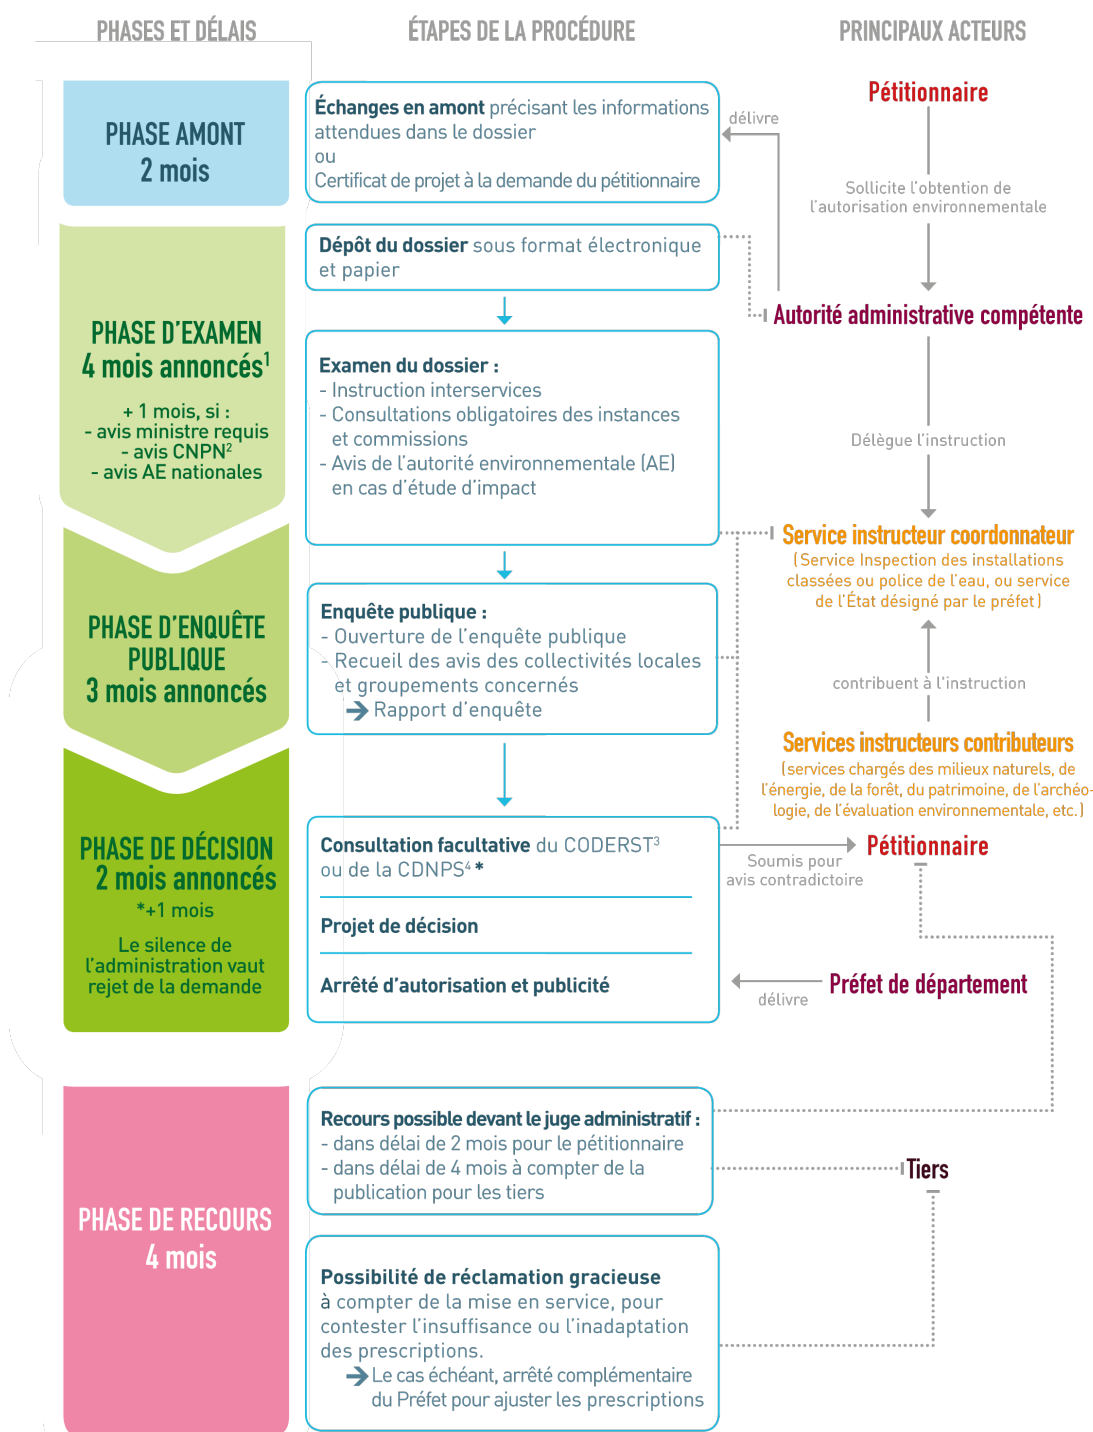 PHASES ET DÉLAIS
ÉTAPES DE LA PROCÉDURE
PRINCIPAUX ACTEURS
PHASE AMONT
2 mois
Échanges en amont précisant les informations
attendues dans le dossier
ou
Certificat de projet à la demande du pétitionnaire
délivre
Pétitionnaire
Sollicite l'obtention de
l'autorisation environnementale
Dépôt du dossier sous format électronique
et papier
Autorité administrative compétente
PHASE D'EXAMEN
4 mois annoncés¹
+ 1 mois, si :
- avis ministre requis
- avis CNPN²
- avis AE nationales
Examen du dossier :
- Instruction interservices
- Consultations obligatoires des instances
et commissions
- Avis de l'autorité environnementale (AE)
en cas d'étude d'impact
Délègue l'instruction
Service instructeur coordonnateur
(Service Inspection des installations
classées ou police de l'eau, ou service
de l'État désigné par le préfet)
PHASE D'ENQUÊTE
PUBLIQUE
3 mois annoncés
Enquête publique :
- Ouverture de l'enquête publique
- Recueil des avis des collectivités locales
et groupements concernés
➔ Rapport d'enquête
contribuent à l'instruction
Services instructeurs contributeurs
(services chargés des milieux naturels, de
l'énergie, de la forêt, du patrimoine, de l'archéo-
logie, de l'évaluation environnementale, etc.)
PHASE DE DÉCISION
2 mois annoncés
*+1 mois
Le silence de
l'administration vaut
rejet de la demande
Consultation facultative du CODERST³
ou de la CDNPS⁴ *
Projet de décision
Arrêté d'autorisation et publicité
Soumis pour
avis contradictoire
Pétitionnaire
délivre
Préfet de département
PHASE DE RECOURS
4 mois
Recours possible devant le juge administratif :
- dans délai de 2 mois pour le pétitionnaire
- dans délai de 4 mois à compter de la
publication pour les tiers
Tiers
Possibilité de réclamation gracieuse
à compter de la mise en service, pour
contester l'insuffisance ou l'inadaptation
des prescriptions.
➔ Le cas échéant, arrêté complémentaire
du Préfet pour ajuster les prescriptions